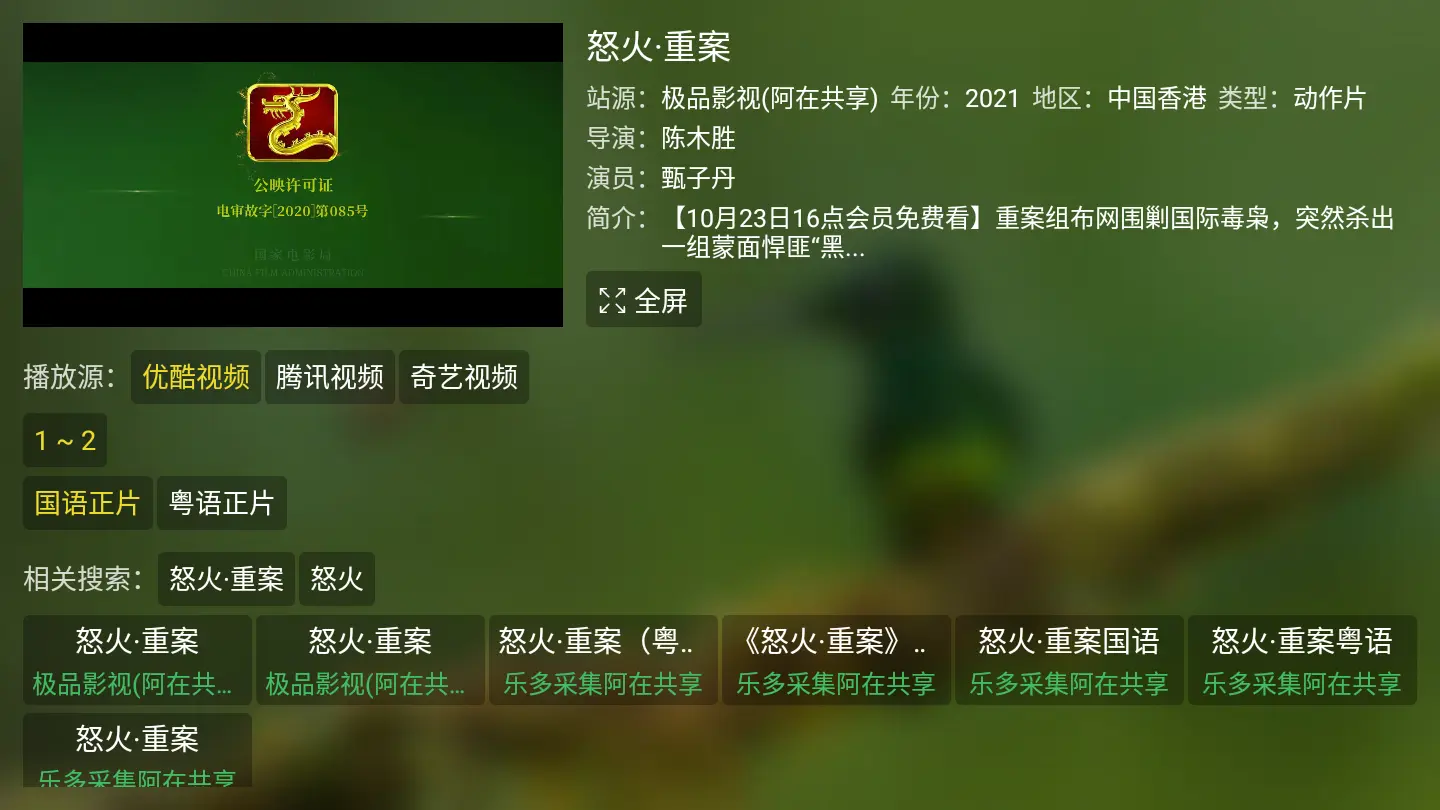 怒火·重案
站源：极品影视(阿在共享) 年份：2021 地区：中国香港 类型：动作片
导演：陈木胜
演员：甄子丹
简介：【10月23日16点会员免费看】重案组布网围剿国际毒枭，突然杀出
一组蒙面悍匪“黑...
全屏
公映许可证
电审故字[2020]第085号
国家电影局
CHINA FILM ADMINISTRATION
播放源：优酷视频 腾讯视频 奇艺视频
1 ~ 2
国语正片 粤语正片
相关搜索：怒火·重案 怒火
怒火·重案 怒火·重案 怒火·重案（粤.. 《怒火·重案》.. 怒火·重案国语 怒火·重案粤语
极品影视(阿在共... 极品影视(阿在共... 乐多采集阿在共享 乐多采集阿在共享 乐多采集阿在共享 乐多采集阿在共享
怒火·重案
乐多采集阿在共享